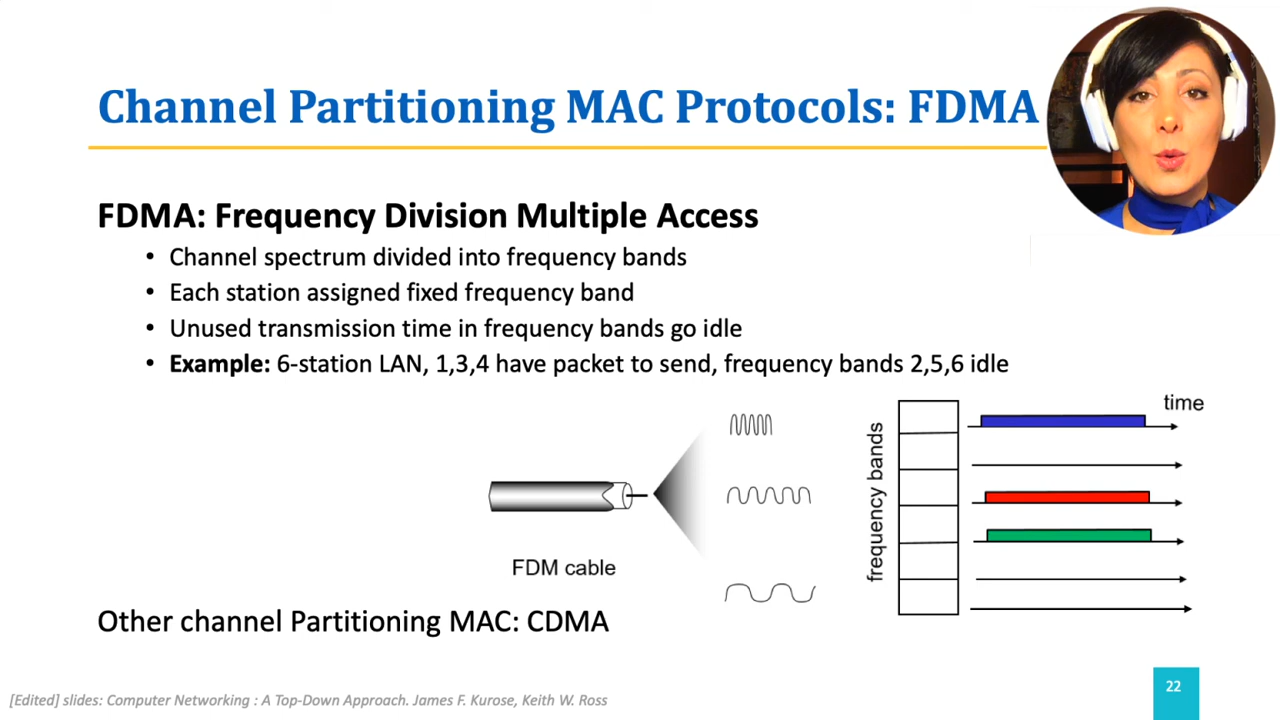 Channel Partitioning MAC Protocols: FDMA
FDMA: Frequency Division Multiple Access
• Channel spectrum divided into frequency bands
• Each station assigned fixed frequency band
• Unused transmission time in frequency bands go idle
• Example: 6-station LAN, 1,3,4 have packet to send, frequency bands 2,5,6 idle
time
frequency bands
FDM cable
Other channel Partitioning MAC: CDMA
[Edited] slides: Computer Networking : A Top-Down Approach. James F. Kurose, Keith W. Ross
22